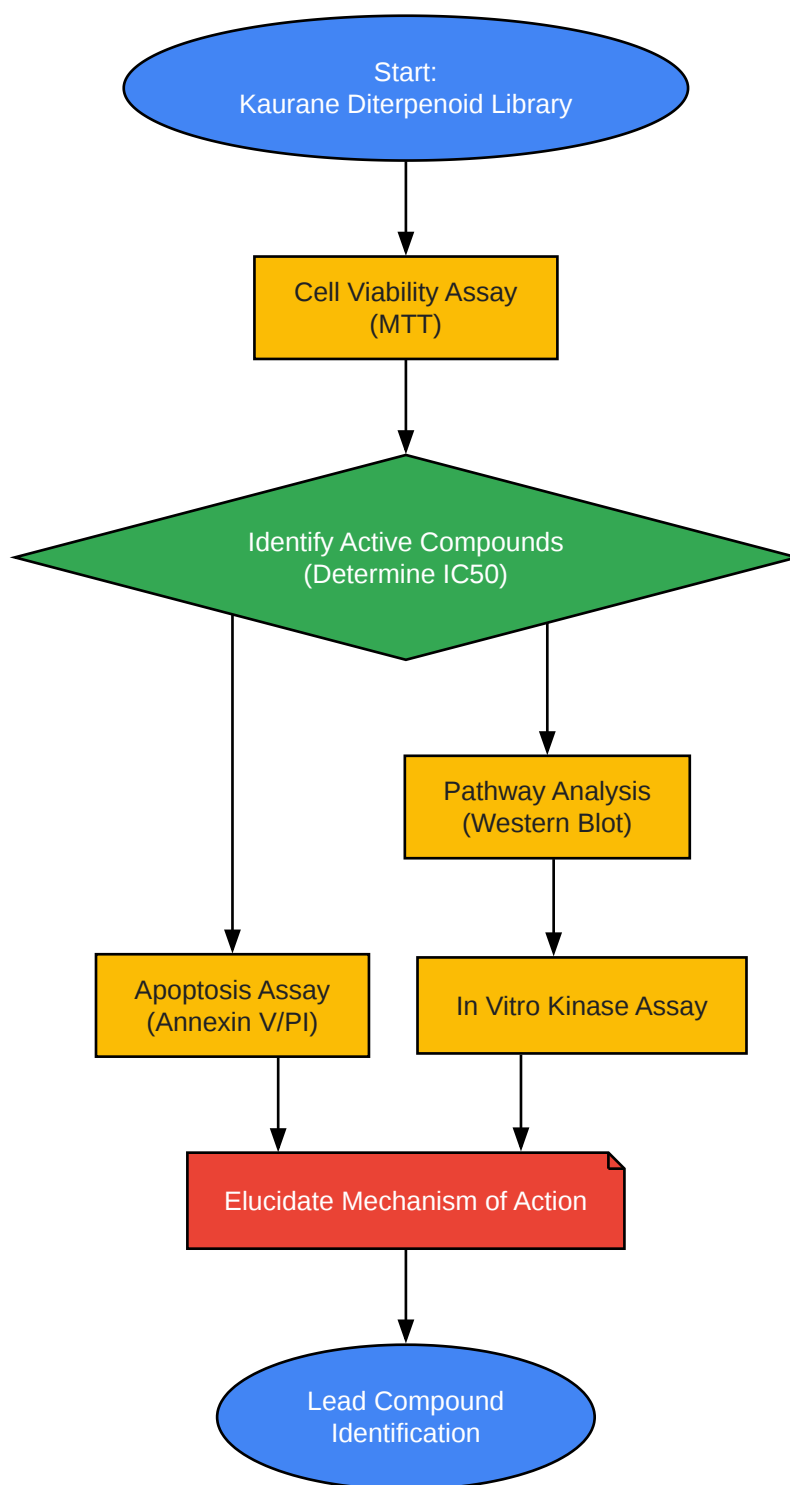 Start:
Kaurane Diterpenoid Library
Cell Viability Assay
(MTT)
Identify Active Compounds
(Determine IC50)
Pathway Analysis
(Western Blot)
Apoptosis Assay
(Annexin V/PI)
In Vitro Kinase Assay
Elucidate Mechanism of Action
Lead Compound
Identification